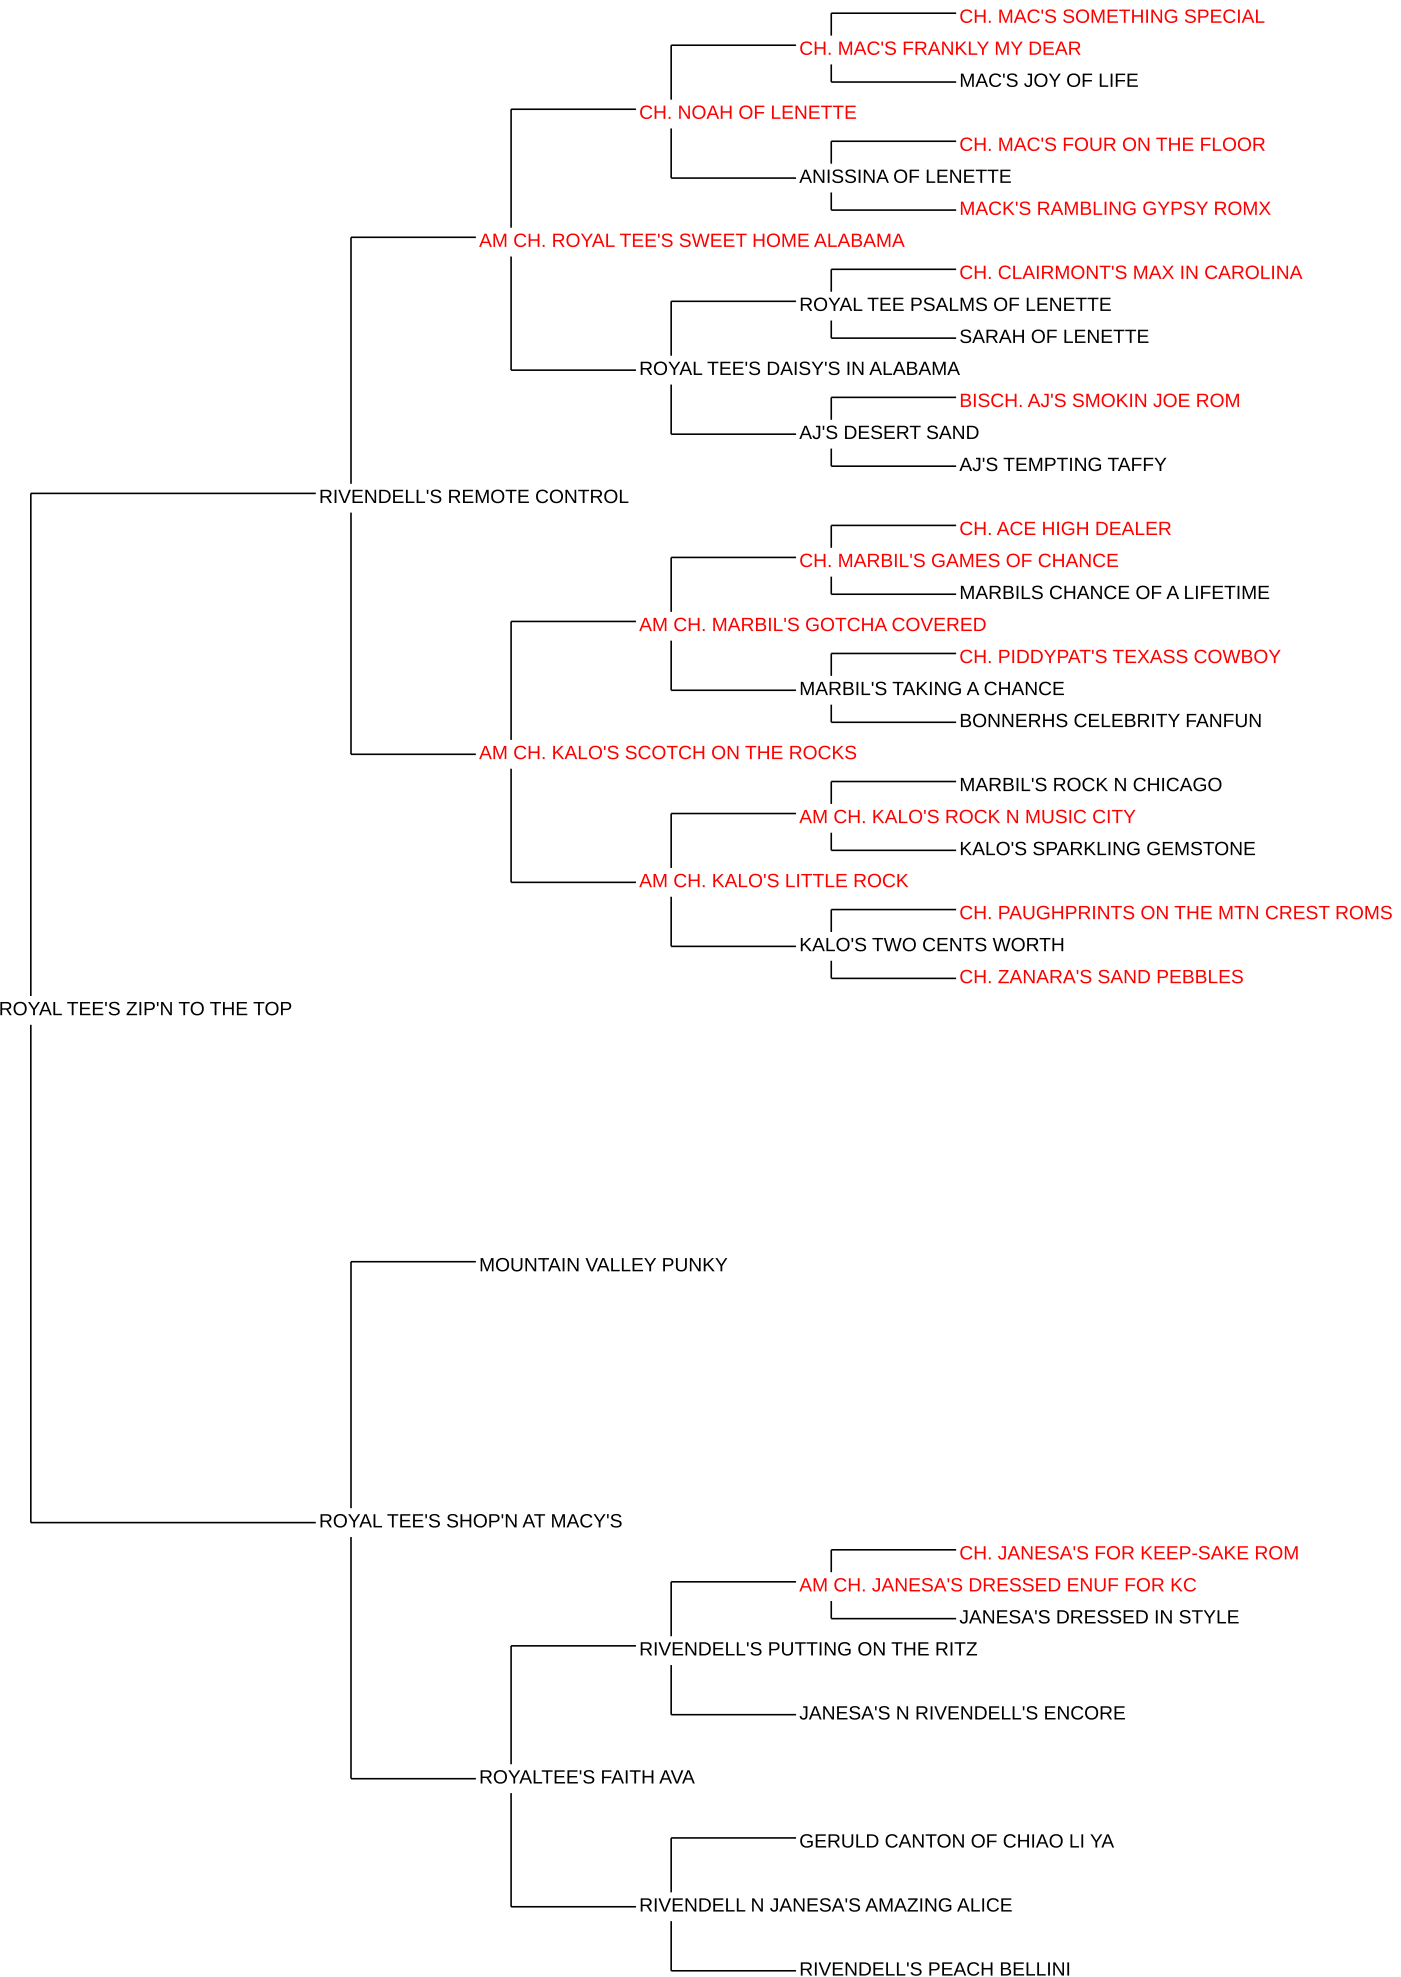 CH. MAC'S SOMETHING SPECIAL
CH. MAC'S FRANKLY MY DEAR
MAC'S JOY OF LIFE
CH. NOAH OF LENETTE
CH. MAC'S FOUR ON THE FLOOR
ANISSINA OF LENETTE
MACK'S RAMBLING GYPSY ROMX
AM CH. ROYAL TEE'S SWEET HOME ALABAMA
CH. CLAIRMONT'S MAX IN CAROLINA
ROYAL TEE PSALMS OF LENETTE
SARAH OF LENETTE
ROYAL TEE'S DAISY'S IN ALABAMA
BISCH. AJ'S SMOKIN JOE ROM
AJ'S DESERT SAND
AJ'S TEMPTING TAFFY
RIVENDELL'S REMOTE CONTROL
CH. ACE HIGH DEALER
CH. MARBIL'S GAMES OF CHANCE
MARBILS CHANCE OF A LIFETIME
AM CH. MARBIL'S GOTCHA COVERED
CH. PIDDYPAT'S TEXASS COWBOY
MARBIL'S TAKING A CHANCE
BONNERHS CELEBRITY FANFUN
AM CH. KALO'S SCOTCH ON THE ROCKS
MARBIL'S ROCK N CHICAGO
AM CH. KALO'S ROCK N MUSIC CITY
KALO'S SPARKLING GEMSTONE
AM CH. KALO'S LITTLE ROCK
CH. PAUGHPRINTS ON THE MTN CREST ROMS
KALO'S TWO CENTS WORTH
CH. ZANARA'S SAND PEBBLES
ROYAL TEE'S ZIP'N TO THE TOP
MOUNTAIN VALLEY PUNKY
ROYAL TEE'S SHOP'N AT MACY'S
CH. JANESA'S FOR KEEP-SAKE ROM
AM CH. JANESA'S DRESSED ENUF FOR KC
JANESA'S DRESSED IN STYLE
RIVENDELL'S PUTTING ON THE RITZ
JANESA'S N RIVENDELL'S ENCORE
ROYALTEE'S FAITH AVA
GERULD CANTON OF CHIAO LI YA
RIVENDELL N JANESA'S AMAZING ALICE
RIVENDELL'S PEACH BELLINI